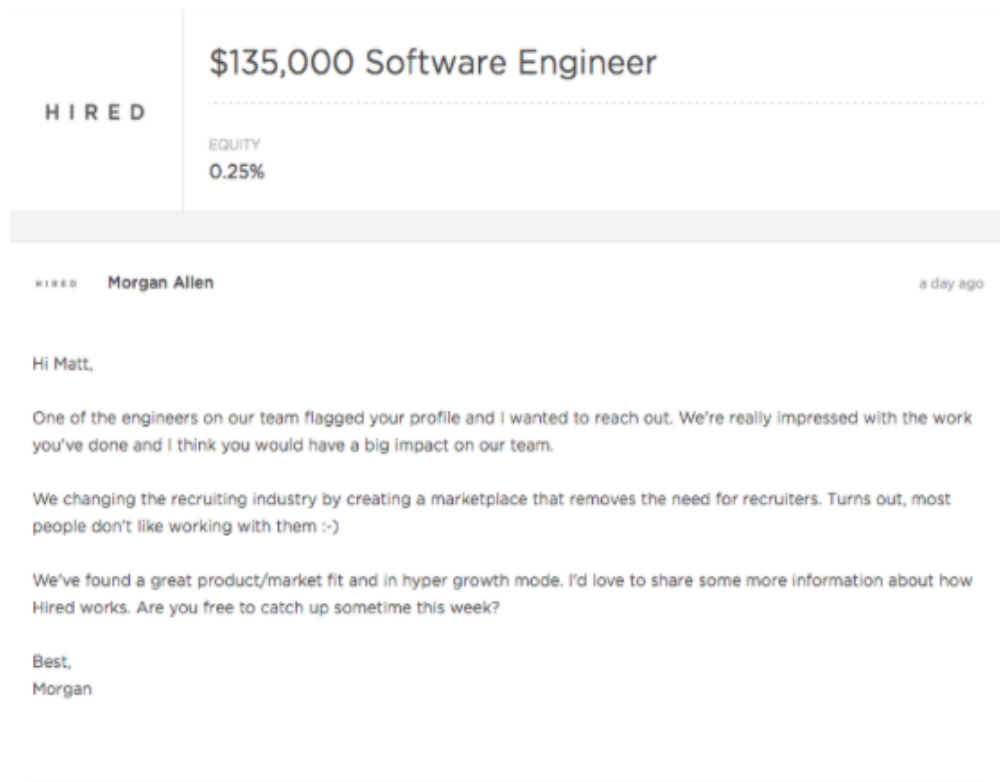 $135,000 Software Engineer
HIRED
EQUITY
0.25%
HIRED Morgan Allen a day ago
Hi Matt,
One of the engineers on our team flagged your profile and I wanted to reach out. We're really impressed with the work
you've done and I think you would have a big impact on our team.
We changing the recruiting industry by creating a marketplace that removes the need for recruiters. Turns out, most
people don't like working with them :-)
We've found a great product/market fit and in hyper growth mode. I'd love to share some more information about how
Hired works. Are you free to catch up sometime this week?
Best,
Morgan